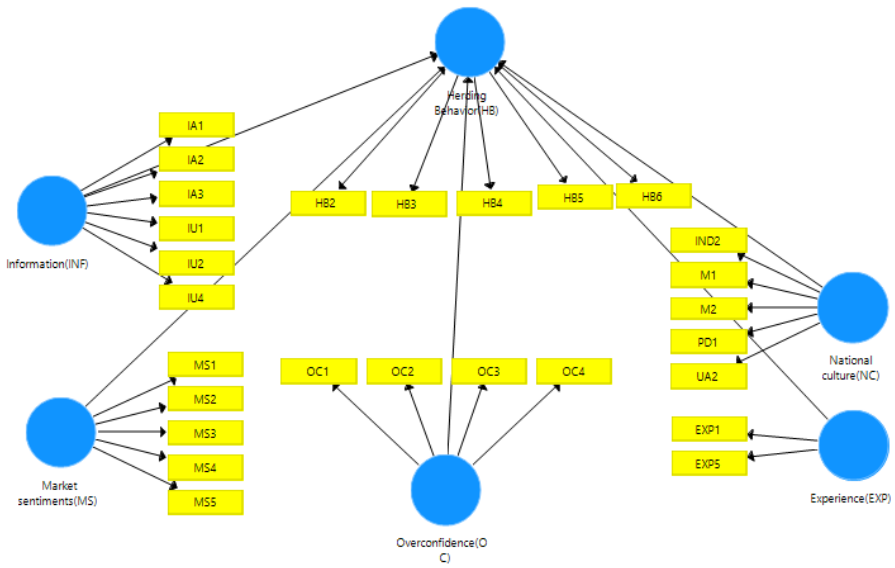 Herding
Behavior(HB)
IA1
IA2
IA3
IU1
IU2
IU4
Information(INF)
HB2
HB3
HB4
HB5
HB6
IND2
M1
M2
PD1
UA2
National
culture(NC)
MS1
MS2
MS3
MS4
MS5
Market
sentiments(MS)
OC1
OC2
OC3
OC4
Overconfidence(O
C)
EXP1
EXP5
Experience(EXP)